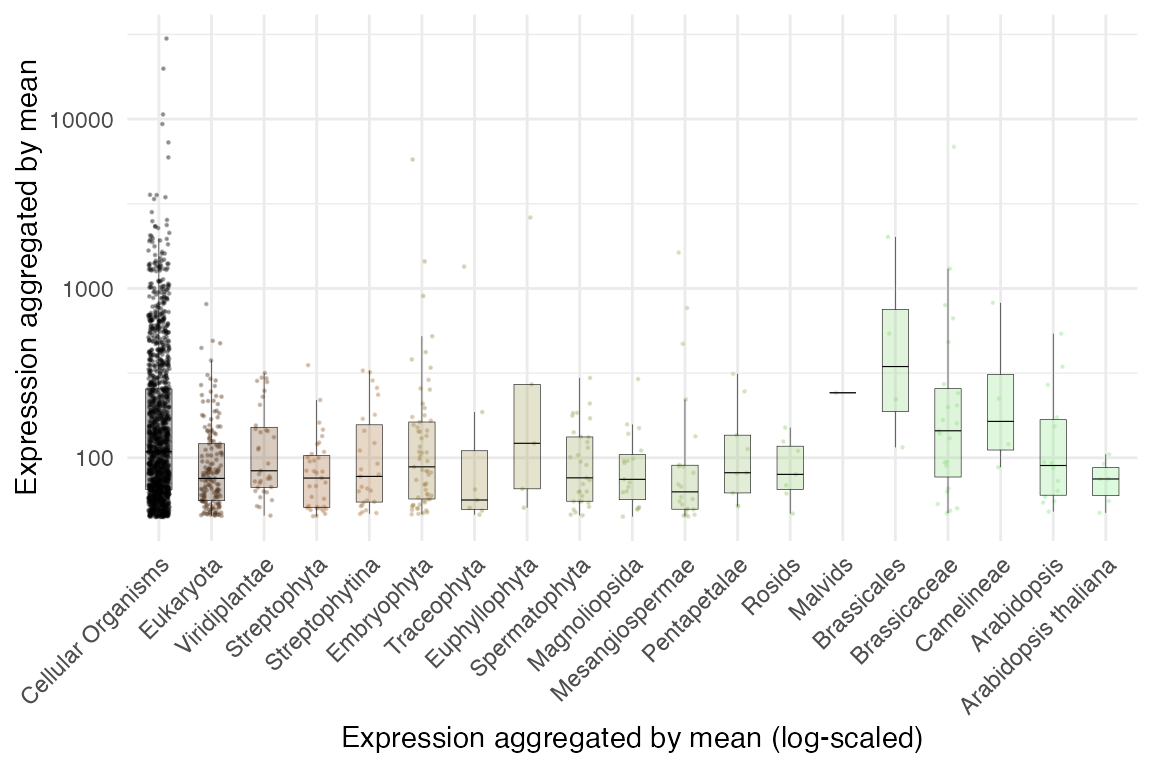 Expresssion aggregated by mean
10000
1000
100
Cellular Organisms
Eukaryota
Viridiplantae
Streptophyta
Streptophytina
Embryophyta
Traceophyta
Euphyllophyta
Spermatophyta
Magnoliopsida
Mesangiospermae
Pentapetalae
Rosids
Malvids
Brassicales
Brassicaceae
Camelineae
Arabidopsis
Arabidopsis thaliana
Expression aggregated by mean (log-scaled)